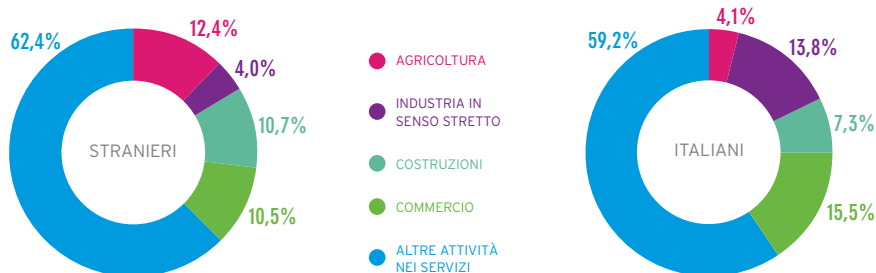 62,4%
12,4%
4,0%
10,7%
10,5%
STRANIERI
AGRICOLTURA
INDUSTRIA IN
SENSO STRETTO
COSTRUZIONI
COMMERCIO
ALTRE ATTIVITÀ
NEI SERVIZI
59,2%
4,1%
13,8%
7,3%
15,5%
ITALIANI